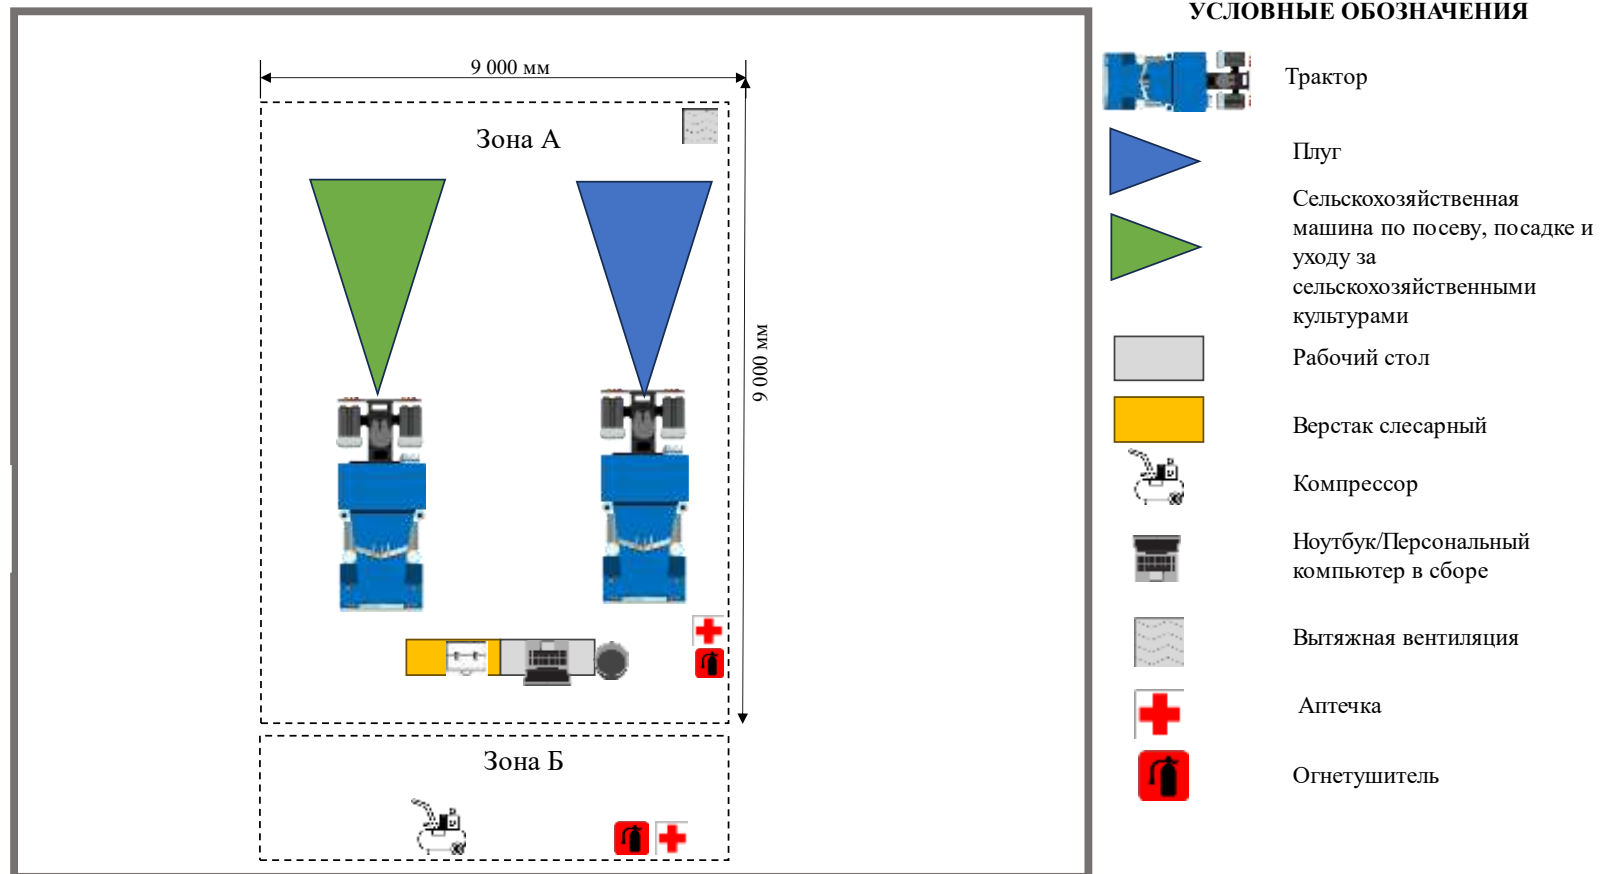 УСЛОВНЫЕ ОБОЗНАЧЕНИЯ
9 000 мм
Зона А
9 000 мм
Зона Б
Трактор
Плуг
Сельскохозяйственная
машина по посеву, посадке и
уходу за
сельскохозяйственными
культурами
Рабочий стол
Верстак слесарный
Компрессор
Ноутбук/Персональный
компьютер в сборе
Вытяжная вентиляция
Аптечка
Огнетушитель